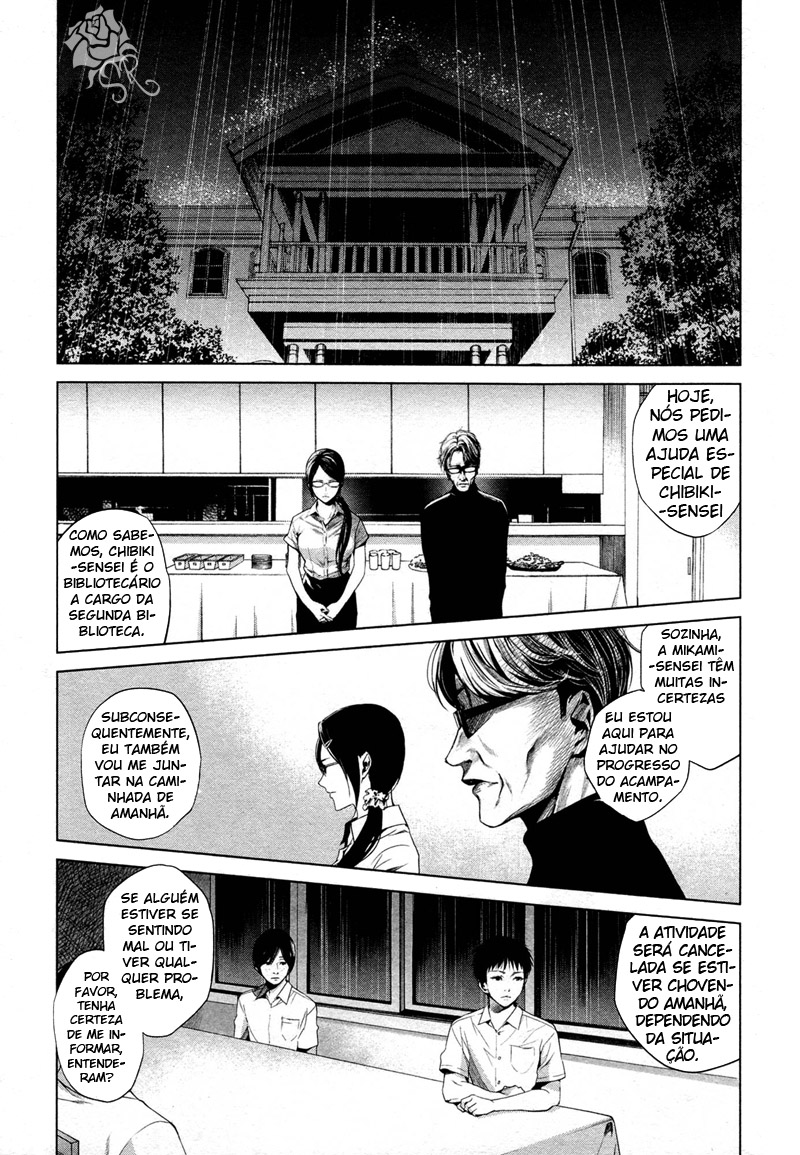 HOJE,
NÓS PEDI-
MOS UMA
AJUDA ES-
PECIAL DE
CHIBIKI
-SENSEI
COMO SABE-
MOS, CHIBIKI
-SENSEI É O
BIBLIOTECÁRIO
A CARGO DA
SEGUNDA BI-
BLIOTECA.
SOZINHA,
A MIKAMI-
-SENSEI TÊM
MUITAS IN-
CERTEZAS
EU ESTOU
AQUI PARA
AJUDAR NO
PROGRESSO
DO ACAMPA-
MENTO.
SUBCONSE-
QUENTEMENTE,
EU TAMBÉM
VOU ME JUN-
TAR NA CAMI-
NHADA DE
AMANHÃ.
A ATIVIDADE
SERÁ CANCE-
LADA SE ESTI-
VER CHOVEN-
DO AMANHÃ,
DEPENDENDO
DA SITUA-
ÇÃO.
SE ALGUÉM
ESTIVER SE
SENTINDO
MAL OU TI-
VER QUAL-
QUER PRO-
BLEMA,
POR
FAVOR,
TENHA
CERTEZA
DE ME IN-
FORMAR,
ENTENDE-
RAM?